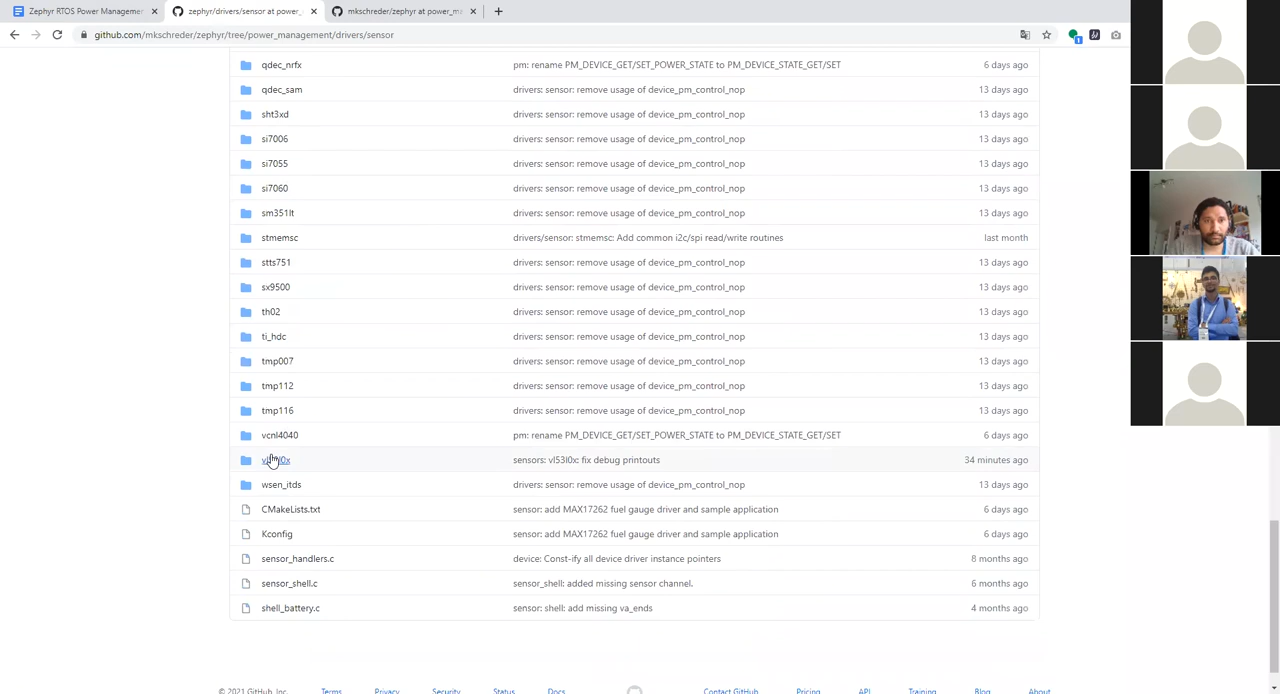 Zephyr RTOS Power Managemer
zephyr/drivers/sensor at power_
mkschreder/zephyr at power_ma
github.com/mkschreder/zephyr/tree/power_management/drivers/sensor
qdec_nrfx pm: rename PM_DEVICE_GET/SET_POWER_STATE to PM_DEVICE_STATE_GET/SET 6 days ago
qdec_sam drivers: sensor: remove usage of device_pm_control_nop 13 days ago
sht3xd drivers: sensor: remove usage of device_pm_control_nop 13 days ago
si7006 drivers: sensor: remove usage of device_pm_control_nop 13 days ago
si7055 drivers: sensor: remove usage of device_pm_control_nop 13 days ago
si7060 drivers: sensor: remove usage of device_pm_control_nop 13 days ago
sm351lt drivers: sensor: remove usage of device_pm_control_nop 13 days ago
stmemsc drivers/sensor: stmemsc: Add common i2c/spi read/write routines last month
stts751 drivers: sensor: remove usage of device_pm_control_nop 13 days ago
sx9500 drivers: sensor: remove usage of device_pm_control_nop 13 days ago
th02 drivers: sensor: remove usage of device_pm_control_nop 13 days ago
ti_hdc drivers: sensor: remove usage of device_pm_control_nop 13 days ago
tmp007 drivers: sensor: remove usage of device_pm_control_nop 13 days ago
tmp112 drivers: sensor: remove usage of device_pm_control_nop 13 days ago
tmp116 drivers: sensor: remove usage of device_pm_control_nop 13 days ago
vcnl4040 pm: rename PM_DEVICE_GET/SET_POWER_STATE to PM_DEVICE_STATE_GET/SET 6 days ago
sensors: vl53l0x: fix debug printouts 34 minutes ago
wsen_itds drivers: sensor: remove usage of device_pm_control_nop 13 days ago
CMakeLists.txt sensor: add MAX17262 fuel gauge driver and sample application 6 days ago
Kconfig sensor: add MAX17262 fuel gauge driver and sample application 6 days ago
sensor_handlers.c device: Const-ify all device driver instance pointers 8 months ago
sensor_shell.c sensor_shell: added missing sensor channel. 6 months ago
shell_battery.c sensor: shell: add missing va_ends 4 months ago
© 2021 GitHub, Inc. Terms Privacy Security Status Docs Contact GitHub Pricing API Training Blog About